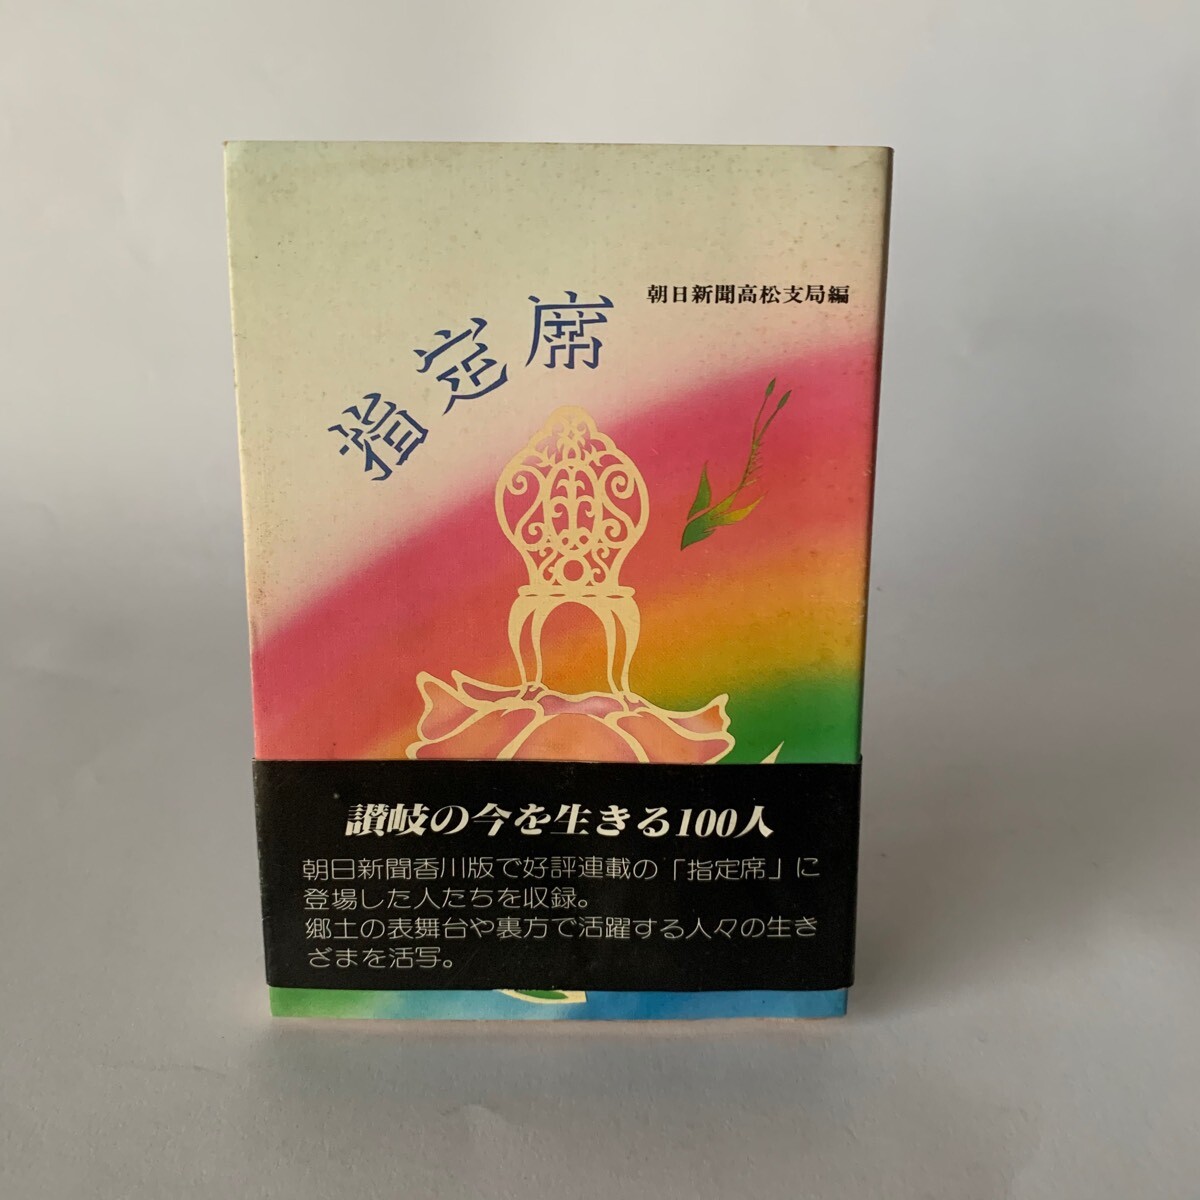 朝日新聞高松支局編
指定席
讃岐の今を生きる100人
朝日新聞香川版で好評連載の「指定席」に
登場した人たちを収録。
郷土の表舞台や裏方で活躍する人々の生き
ざまを活写。